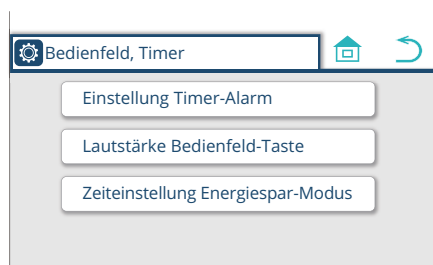 Bedienfeld, Timer
Einstellung Timer-Alarm
Lautstärke Bedienfeld-Taste
Zeiteinstellung Energiespar-Modus